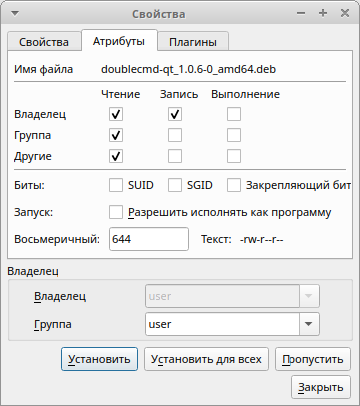 Свойства
Свойства Атрибуты Плагины
Имя файла doublecmd-qt_1.0.6-0_amd64.deb
Чтение Запись Выполнение
Владелец
Группа
Другие
Биты: SUID SGID Закрепляющий бит
Запуск: Разрешить исполнять как программу
Восьмеричный: 644 Текст: -rw-r--r--
Владелец
Владелец user
Группа user
Установить Установить для всех Пропустить
Закрыть